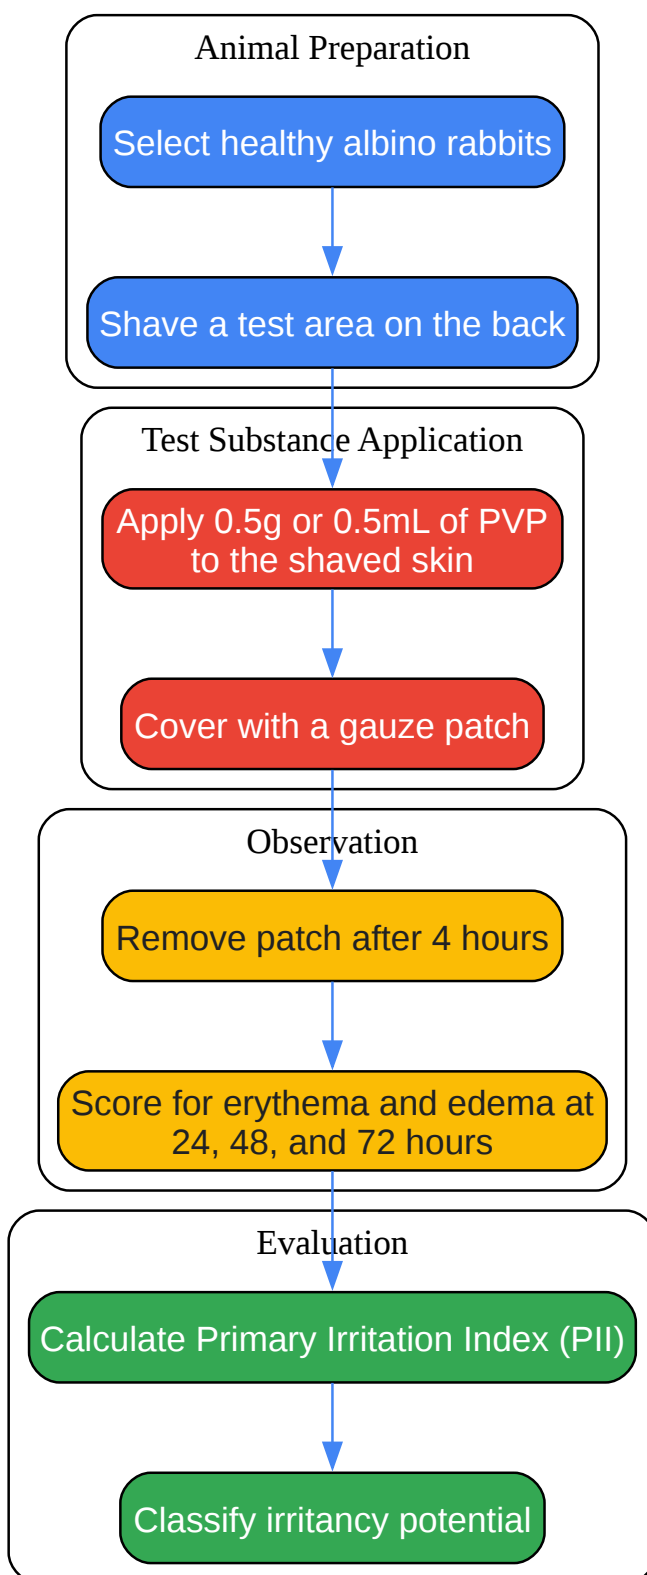 Animal Preparation
Select healthy albino rabbits
Shave a test area on the back
Test Substance Application
Apply 0.5g or 0.5mL of PVP
to the shaved skin
Cover with a gauze patch
Observation
Remove patch after 4 hours
Score for erythema and edema at
24, 48, and 72 hours
Evaluation
Calculate Primary Irritation Index (PII)
Classify irritancy potential